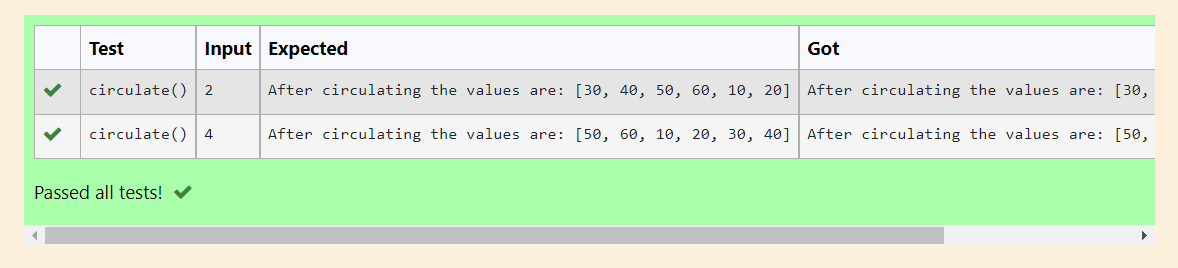 Test Input Expected Got
circulate() 2 After circulating the values are: [30, 40, 50, 60, 10, 20] After circulating the values are: [30,
circulate() 4 After circulating the values are: [50, 60, 10, 20, 30, 40] After circulating the values are: [50,
Passed all tests!